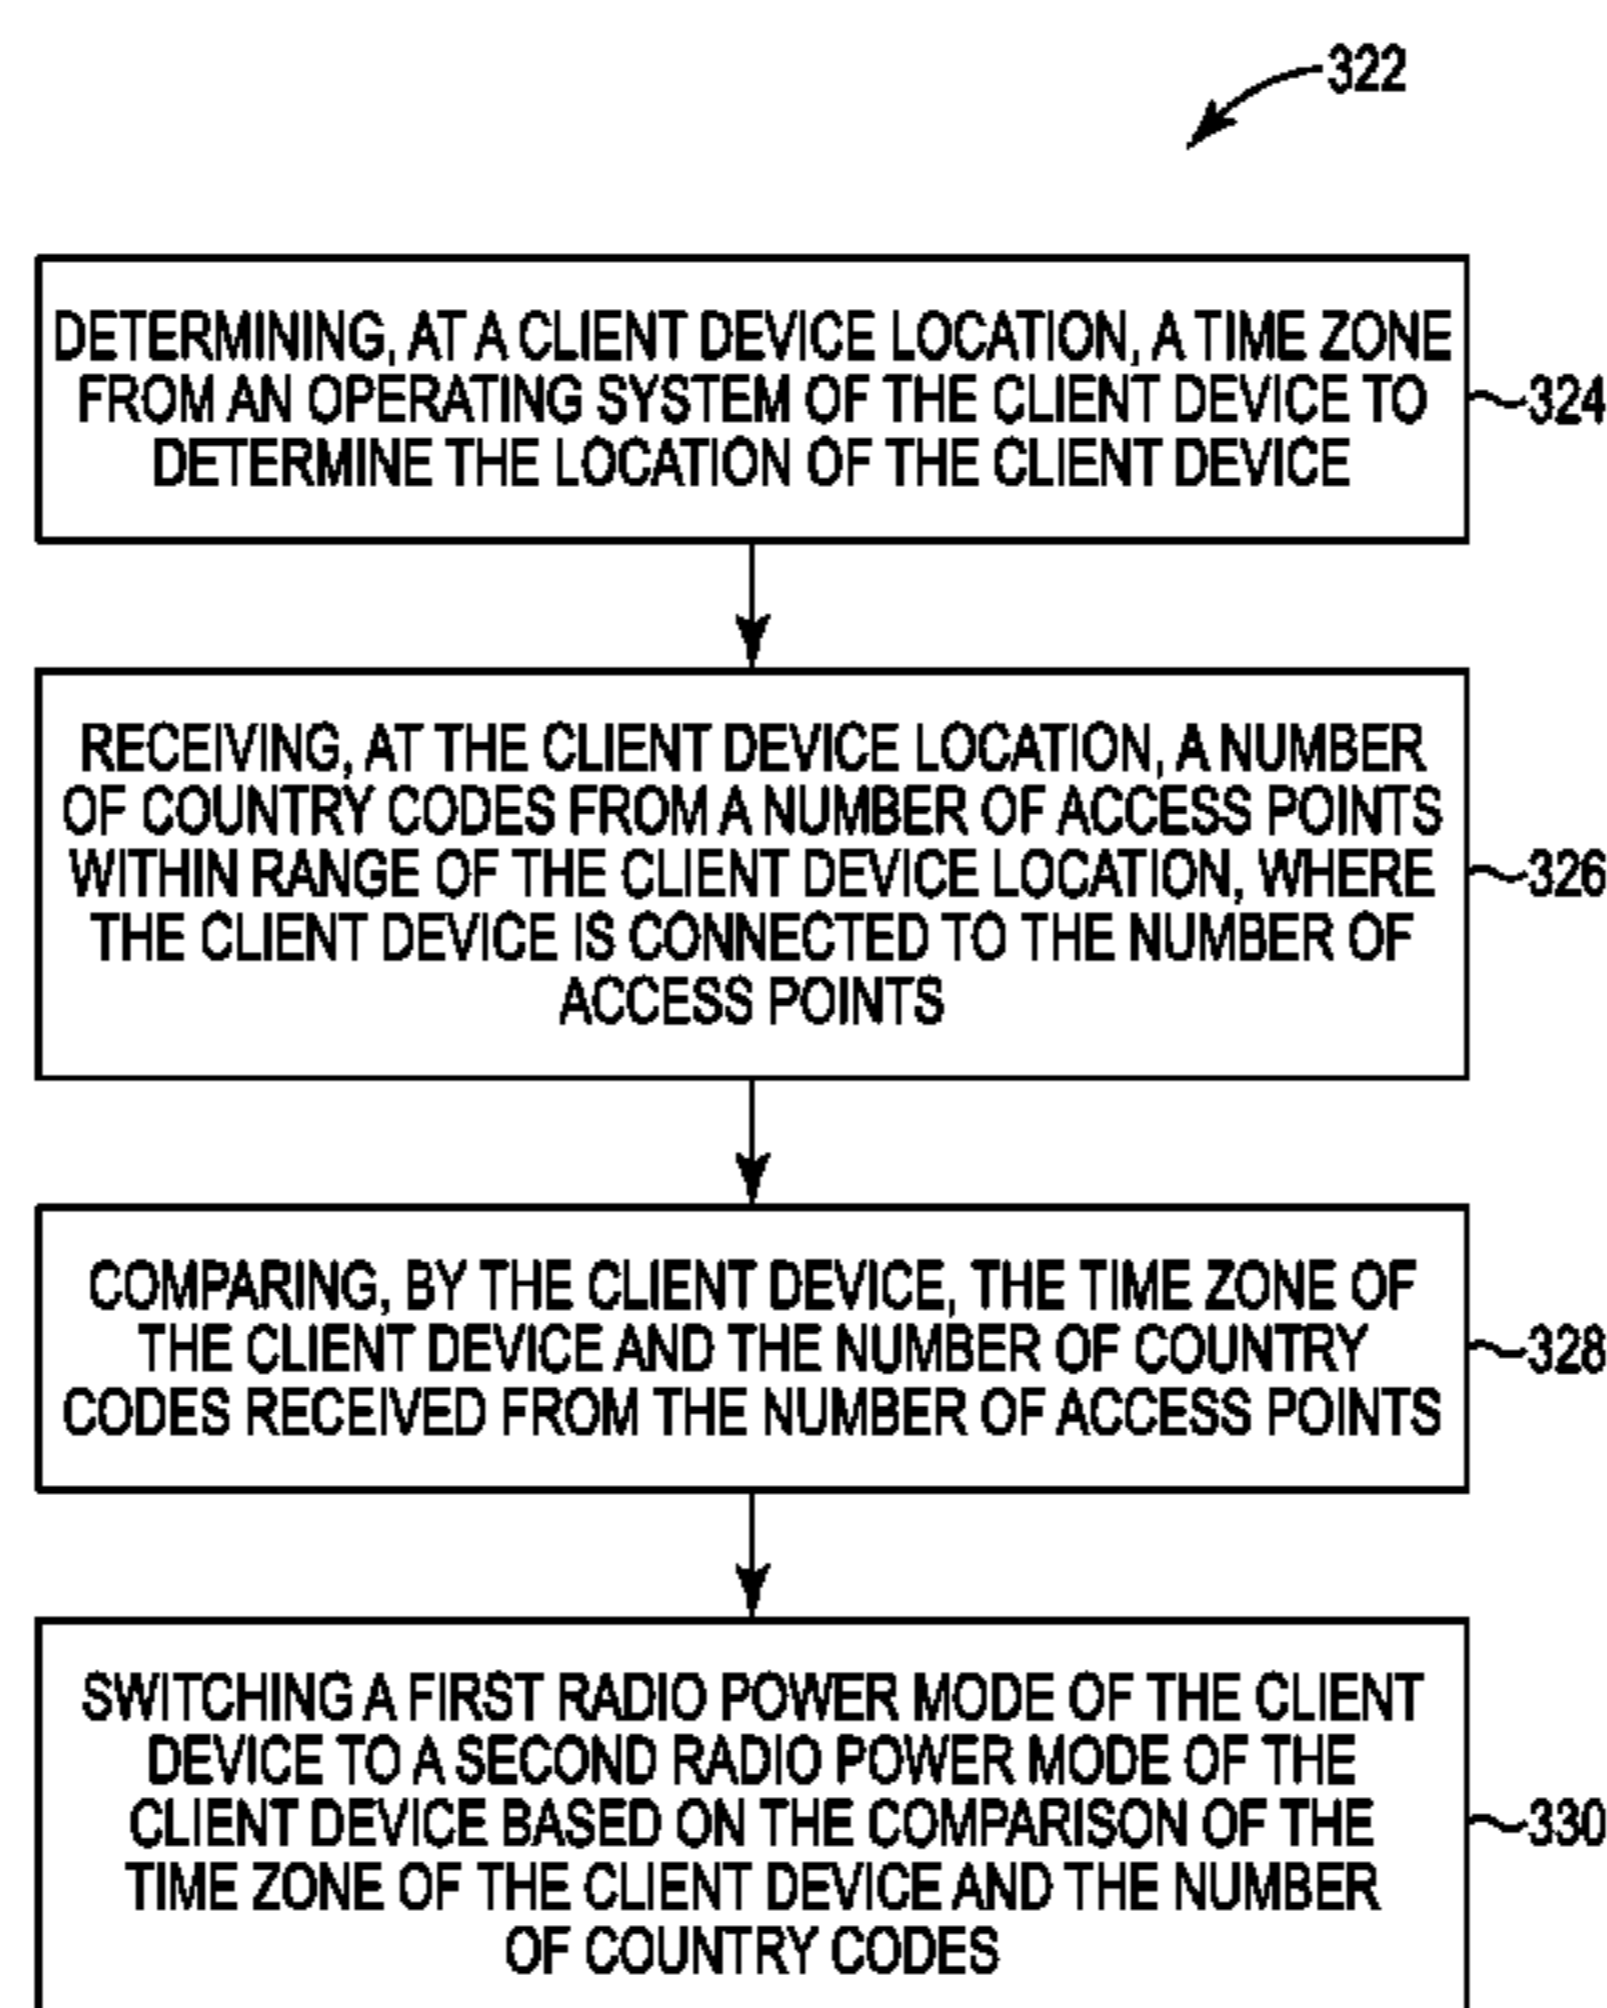 322
DETERMINING, AT A CLIENT DEVICE LOCATION, A TIME ZONE
FROM AN OPERATING SYSTEM OF THE CLIENT DEVICE TO
DETERMINE THE LOCATION OF THE CLIENT DEVICE
324
RECEIVING, AT THE CLIENT DEVICE LOCATION, A NUMBER
OF COUNTRY CODES FROM A NUMBER OF ACCESS POINTS
WITHIN RANGE OF THE CLIENT DEVICE LOCATION, WHERE
THE CLIENT DEVICE IS CONNECTED TO THE NUMBER OF
ACCESS POINTS
326
COMPARING, BY THE CLIENT DEVICE, THE TIME ZONE OF
THE CLIENT DEVICE AND THE NUMBER OF COUNTRY
CODES RECEIVED FROM THE NUMBER OF ACCESS POINTS
328
SWITCHING A FIRST RADIO POWER MODE OF THE CLIENT
DEVICE TO A SECOND RADIO POWER MODE OF THE
CLIENT DEVICE BASED ON THE COMPARISON OF THE
TIME ZONE OF THE CLIENT DEVICE AND THE NUMBER
OF COUNTRY CODES
330